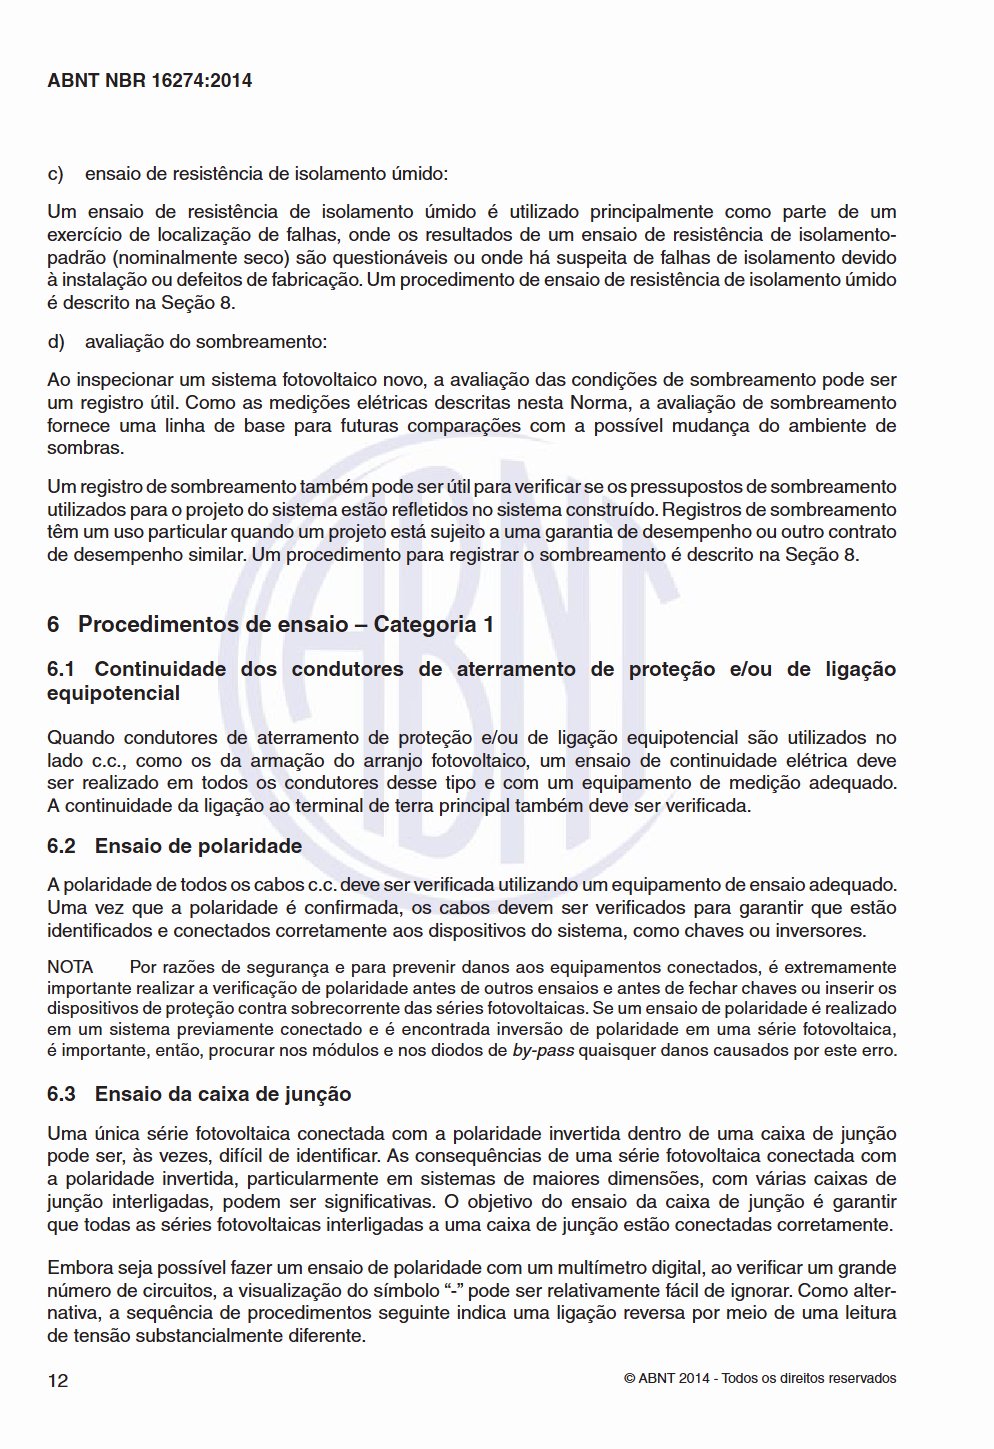 ABNT NBR 16274:2014
c) ensaio de resistência de isolamento úmido:
Um ensaio de resistência de isolamento úmido é utilizado principalmente como parte de um
exercício de localização de falhas, onde os resultados de um ensaio de resistência de isolamento-
padrão (nominalmente seco) são questionáveis ou onde há suspeita de falhas de isolamento devido
à instalação ou defeitos de fabricação. Um procedimento de ensaio de resistência de isolamento úmido
é descrito na Seção 8.
d) avaliação do sombreamento:
Ao inspecionar um sistema fotovoltaico novo, a avaliação das condições de sombreamento pode ser
um registro útil. Como as medições elétricas descritas nesta Norma, a avaliação de sombreamento
fornece uma linha de base para futuras comparações com a possível mudança do ambiente de
sombras.
Um registro de sombreamento também pode ser útil para verificar se os pressupostos de sombreamento
utilizados para o projeto do sistema estão refletidos no sistema construído. Registros de sombreamento
têm um uso particular quando um projeto está sujeito a uma garantia de desempenho ou outro contrato
de desempenho similar. Um procedimento para registrar o sombreamento é descrito na Seção 8.
ABNT
6 Procedimentos de ensaio – Categoria 1
6.1 Continuidade dos condutores de aterramento de proteção e/ou de ligação
equipotencial
Quando condutores de aterramento de proteção e/ou de ligação equipotencial são utilizados no
lado c.c., como os da armação do arranjo fotovoltaico, um ensaio de continuidade elétrica deve
ser realizado em todos os condutores desse tipo e com um equipamento de medição adequado.
A continuidade da ligação ao terminal de terra principal também deve ser verificada.
6.2 Ensaio de polaridade
A polaridade de todos os cabos c.c. deve ser verificada utilizando um equipamento de ensaio adequado.
Uma vez que a polaridade é confirmada, os cabos devem ser verificados para garantir que estão
identificados e conectados corretamente aos dispositivos do sistema, como chaves ou inversores.
NOTA Por razões de segurança e para prevenir danos aos equipamentos conectados, é extremamente
importante realizar a verificação de polaridade antes de outros ensaios e antes de fechar chaves ou inserir os
dispositivos de proteção contra sobrecorrente das séries fotovoltaicas. Se um ensaio de polaridade é realizado
em um sistema previamente conectado e é encontrada inversão de polaridade em uma série fotovoltaica,
é importante, então, procurar nos módulos e nos diodos de by-pass quaisquer danos causados por este erro.
6.3 Ensaio da caixa de junção
Uma única série fotovoltaica conectada com a polaridade invertida dentro de uma caixa de junção
pode ser, às vezes, difícil de identificar. As consequências de uma série fotovoltaica conectada com
a polaridade invertida, particularmente em sistemas de maiores dimensões, com várias caixas de
junção interligadas, podem ser significativas. O objetivo do ensaio da caixa de junção é garantir
que todas as séries fotovoltaicas interligadas a uma caixa de junção estão conectadas corretamente.
Embora seja possível fazer um ensaio de polaridade com um multímetro digital, ao verificar um grande
número de circuitos, a visualização do símbolo “-” pode ser relativamente fácil de ignorar. Como alter-
nativa, a sequência de procedimentos seguinte indica uma ligação reversa por meio de uma leitura
de tensão substancialmente diferente.
12
© ABNT 2014 - Todos os direitos reservados